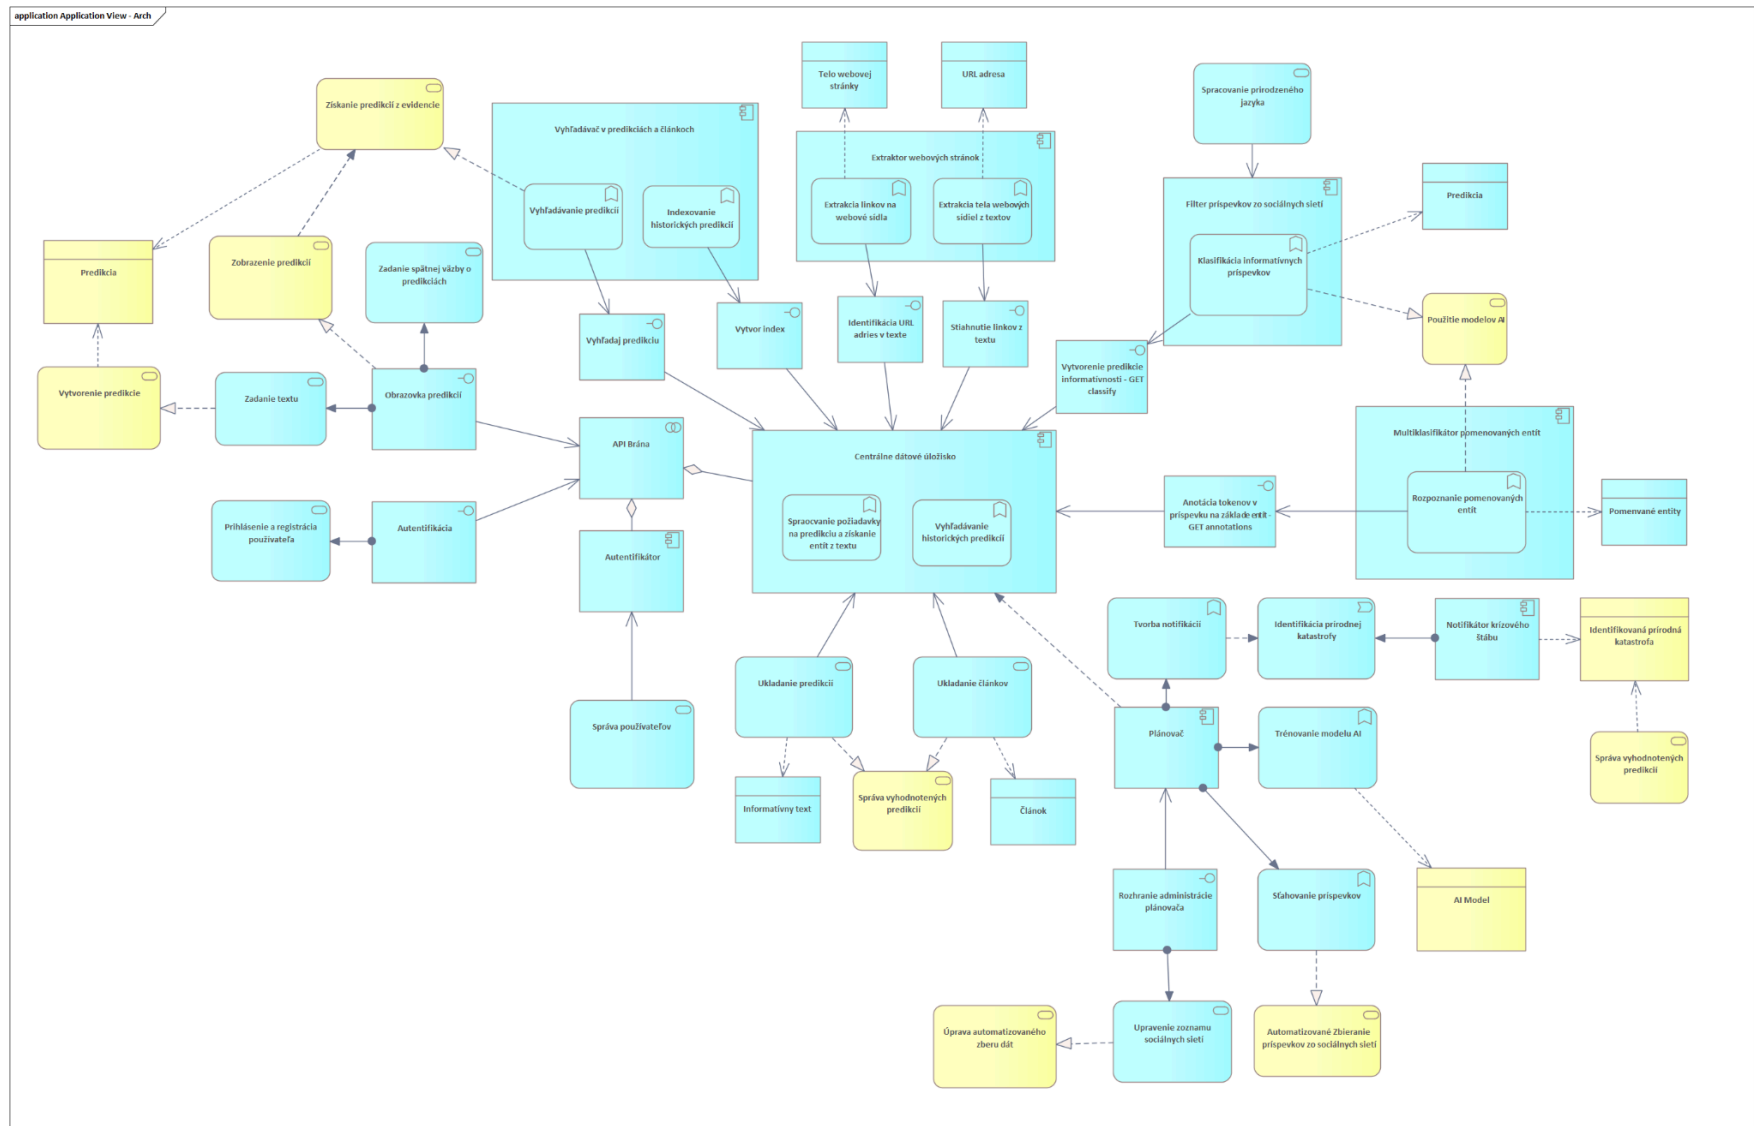 application Application View - Arch
Telo webovej
stránky
URL adresa
Spracovanie prirodzeného
jazyka
Získanie predikcií z evidencie
Vyhľadávač v predikciách a článkoch
Extraktor webových stránok
Vyhľadávanie predikcií
Indexovanie
historických predikcií
Extrakcia linkov na
webové sídla
Extrakcia tela webových
sídiel z textov
Filter príspevkov zo sociálnych sietí
Predikcia
Klasifikácia informatívnych
príspevkov
Predikcia
Zobrazenie predikcií
Zadanie spätnej väzby o
predikciách
Vyhľadaj predikciu
Vytvor index
Identifikácia URL
adries v texte
Stiahnutie linkov z
textu
Použitie modelov AI
Vytvorenie predikcie
informatívnosti - GET
classify
Vytvorenie predikcie
Zadanie textu
Obrazovka predikcií
API Brána
Centrálne dátové úložisko
Multiklasifikátor pomenovaných entít
Prihlásenie a registrácia
používateľa
Autentifikácia
Autentifikátor
Spraocvanie požiadavky
na predikciu a získanie
entít z textu
Vyhľadávanie
historických predikcií
Anotácia tokenov v
príspevku na základe entít -
GET annotations
Rozpoznanie pomenovaných
entít
Pomenvané entity
Tvorba notifikácií
Identifikácia prírodnej
katastrofy
Notifikátor krízového
štábu
Identifikovaná prírodná
katastrofa
Správa používateľov
Ukladanie predikcií
Ukladanie článkov
Plánovač
Trénovanie modelu AI
Správa vyhodnotených
predikcií
Informatívny text
Správa vyhodnotených
predikcií
Článok
Rozhranie administrácie
plánovača
Sťahovanie príspevkov
AI Model
Úprava automatizovaného
zberu dát
Upravenie zoznamu
sociálnych sietí
Automatizované Zbieranie
príspevkov zo sociálnych sietí